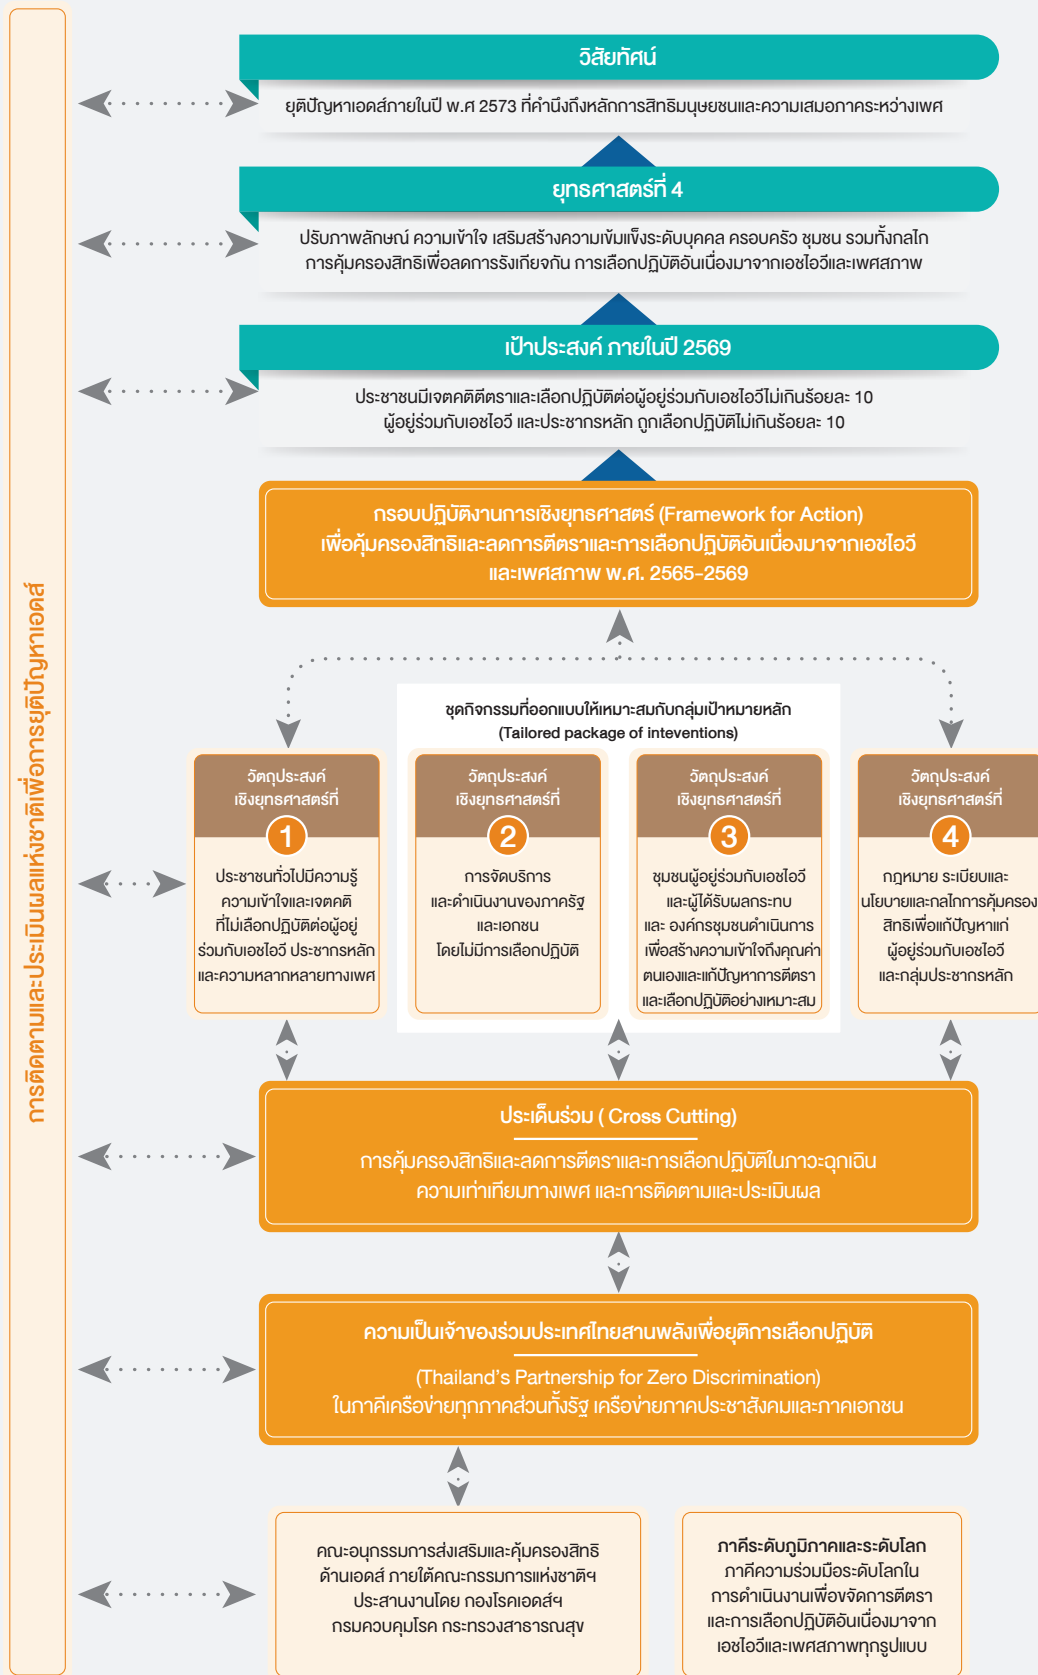 การติดตามและประเมินผลแห่งชาติเพื่อการยุติปัญหาเอดส์
วิสัยทัศน์
ยุติปัญหาเอดส์ภายในปี พ.ศ 2573 ที่คำนึงถึงหลักการสิทธิมนุษยชนและความเสมอภาคระหว่างเพศ
ยุทธศาสตร์ที่ 4
ปรับภาพลักษณ์ ความเข้าใจ เสริมสร้างความเข้มแข็งระดับบุคคล ครอบครัว ชุมชน รวมทั้งกลไก
การคุ้มครองสิทธิเพื่อลดการรังเกียจกัน การเลือกปฏิบัติอันเนื่องมาจากเอชไอวีและเพศสภาพ
เป้าประสงค์ ภายในปี 2569
ประชาชนมีเจตคติตีตราและเลือกปฏิบัติต่อผู้อยู่ร่วมกับเอชไอวีไม่เกินร้อยละ 10
ผู้อยู่ร่วมกับเอชไอวี และประชากรหลัก ถูกเลือกปฏิบัติไม่เกินร้อยละ 10
กรอบปฏิบัติงานการเชิงยุทธศาสตร์ (Framework for Action)
เพื่อคุ้มครองสิทธิและลดการตีตราและการเลือกปฏิบัติอันเนื่องมาจากเอชไอวี
และเพศสภาพ พ.ศ. 2565-2569
ชุดกิจกรรมที่ออกแบบให้เหมาะสมกับกลุ่มเป้าหมายหลัก
(Tailored package of inteventions)
วัตถุประสงค์
เชิงยุทธศาสตร์ที่
1
ประชาชนทั่วไปมีความรู้
ความเข้าใจและเจตคติ
ที่ไม่เลือกปฏิบัติต่อผู้อยู่
ร่วมกับเอชไอวี ประชากรหลัก
และความหลากหลายทางเพศ
วัตถุประสงค์
เชิงยุทธศาสตร์ที่
2
การจัดบริการ
และดำเนินงานของภาครัฐ
และเอกชน
โดยไม่มีการเลือกปฏิบัติ
วัตถุประสงค์
เชิงยุทธศาสตร์ที่
3
ชุมชนผู้อยู่ร่วมกับเอชไอวี
และผู้ได้รับผลกระทบ
และ องค์กรชุมชนดำเนินการ
เพื่อสร้างความเข้าใจถึงคุณค่า
ตนเองและแก้ปัญหาการตีตรา
และเลือกปฏิบัติอย่างเหมาะสม
วัตถุประสงค์
เชิงยุทธศาสตร์ที่
4
กฎหมาย ระเบียบและ
นโยบายและกลไกการคุ้มครอง
สิทธิเพื่อแก้ปัญหาแก่
ผู้อยู่ร่วมกับเอชไอวี
และกลุ่มประชากรหลัก
ประเด็นร่วม ( Cross Cutting)
การคุ้มครองสิทธิและลดการตีตราและการเลือกปฏิบัติในภาวะฉุกเฉิน
ความเท่าเทียมทางเพศ และการติดตามและประเมินผล
ความเป็นเจ้าของร่วมประเทศไทยสานพลังเพื่อยุติการเลือกปฏิบัติ
(Thailand's Partnership for Zero Discrimination)
ในภาคีเครือข่ายทุกภาคส่วนทั้งรัฐ เครือข่ายภาคประชาสังคมและภาคเอกชน
คณะอนุกรรมการส่งเสริมและคุ้มครองสิทธิ
ด้านเอดส์ ภายใต้คณะกรรมการแห่งชาติฯ
ประสานงานโดย กองโรคเอดส์ฯ
กรมควบคุมโรค กระทรวงสาธารณสุข
ภาคีระดับภูมิภาคและระดับโลก
ภาคีความร่วมมือระดับโลกใน
การดำเนินงานเพื่อขจัดการตีตรา
และการเลือกปฏิบัติอันเนื่องมาจาก
เอชไอวีและเพศสภาพทุกรูปแบบ